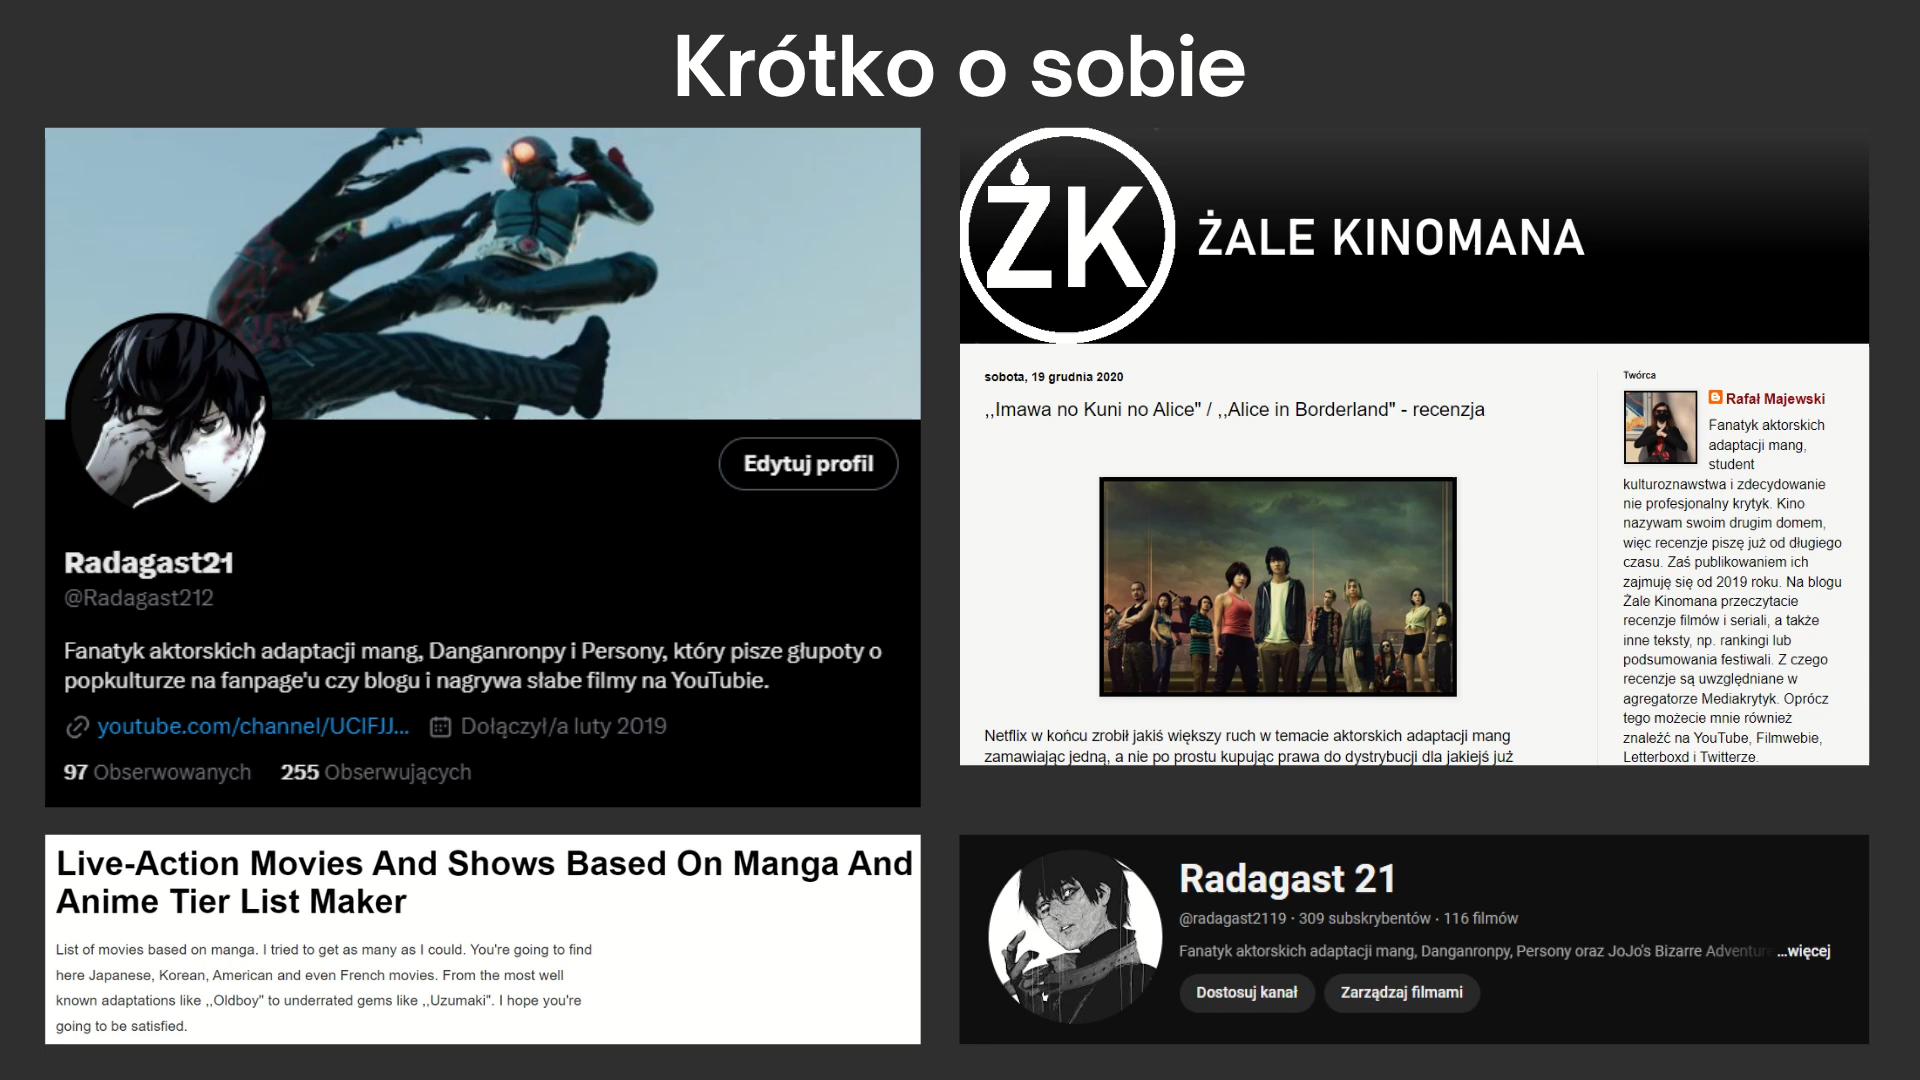 Krótko o sobie
Edytuj profil
Radagast21
@Radagast212
Fanatyk aktorskich adaptacji mang, Danganronpy i Persony, który pisze głupoty o
popkulturze na fanpage'u czy blogu i nagrywa słabe filmy na YouTubie.
youtube.com/channel/UCIFJJ... Dołączył/a luty 2019
97 Obserwowanych 255 Obserwujących
ŻK
ŻALE KINOMANA
sobota, 19 grudnia 2020
,,Imawa no Kuni no Alice" / ,,Alice in Borderland" - recenzja
Netflix w końcu zrobił jakiś większy ruch w temacie aktorskich adaptacji mang
zamawiając jedną, a nie po prostu kupując prawa do dystrybucji dla jakiejś już
Twórca
Rafał Majewski
Fanatyk aktorskich
adaptacji mang,
student
kulturoznawstwa i zdecydowanie
nie profesjonalny krytyk. Kino
nazywam swoim drugim domem,
więc recenzje piszę już od długiego
czasu. Zaś publikowaniem ich
zajmuję się od 2019 roku. Na blogu
Żale Kinomana przeczytacie
recenzje filmów i seriali, a także
inne teksty, np. rankingi lub
podsumowania festiwali. Z czego
recenzje są uwzględniane w
agregatorze Mediakrytyk. Oprócz
tego możecie mnie również
znaleźć na YouTube, Filmwebie,
Letterboxd i Twitterze.
Live-Action Movies And Shows Based On Manga And
Anime Tier List Maker
List of movies based on manga. I tried to get as many as I could. You're going to find
here Japanese, Korean, American and even French movies. From the most well
known adaptations like ,,Oldboy" to underrated gems like ,,Uzumaki". I hope you're
going to be satisfied.
Radagast 21
@radagast2119 · 309 subskrybentów · 116 filmów
Fanatyk aktorskich adaptacji mang, Danganronpy, Persony oraz JoJo's Bizarre Adventure ...więcej
Dostosuj kanał Zarządzaj filmami